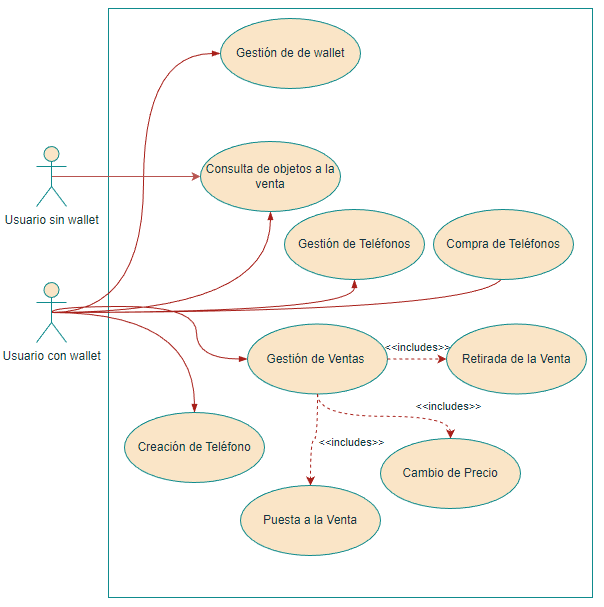 Gestión de de wallet
Consulta de objetos a la
venta
Usuario sin wallet
Gestión de Teléfonos
Compra de Teléfonos
Usuario con wallet
Gestión de Ventas
<<includes>>
Retirada de la Venta
<<includes>>
<<includes>>
Creación de Teléfono
Cambio de Precio
Puesta a la Venta